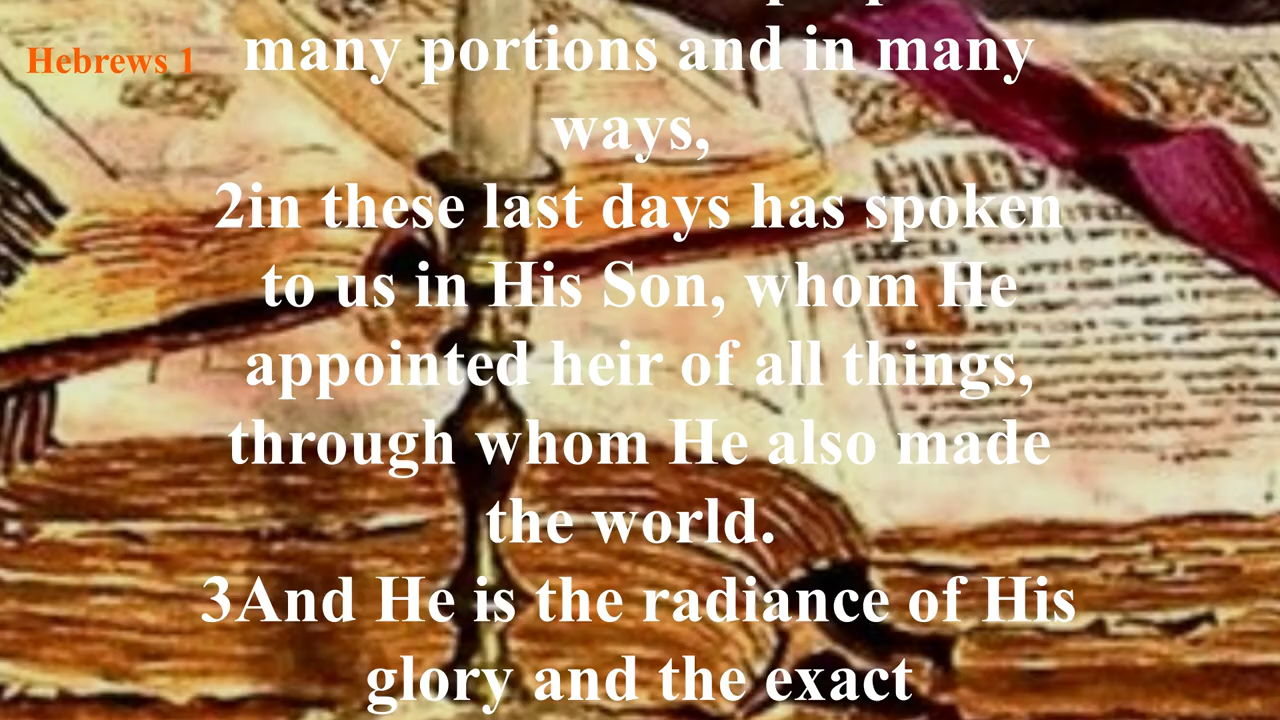 Hebrews 1
many portions and in many
ways,
2in these last days has spoken
to us in His Son, whom He
appointed heir of all things,
through whom He also made
the world.
3And He is the radiance of His
glory and the exact